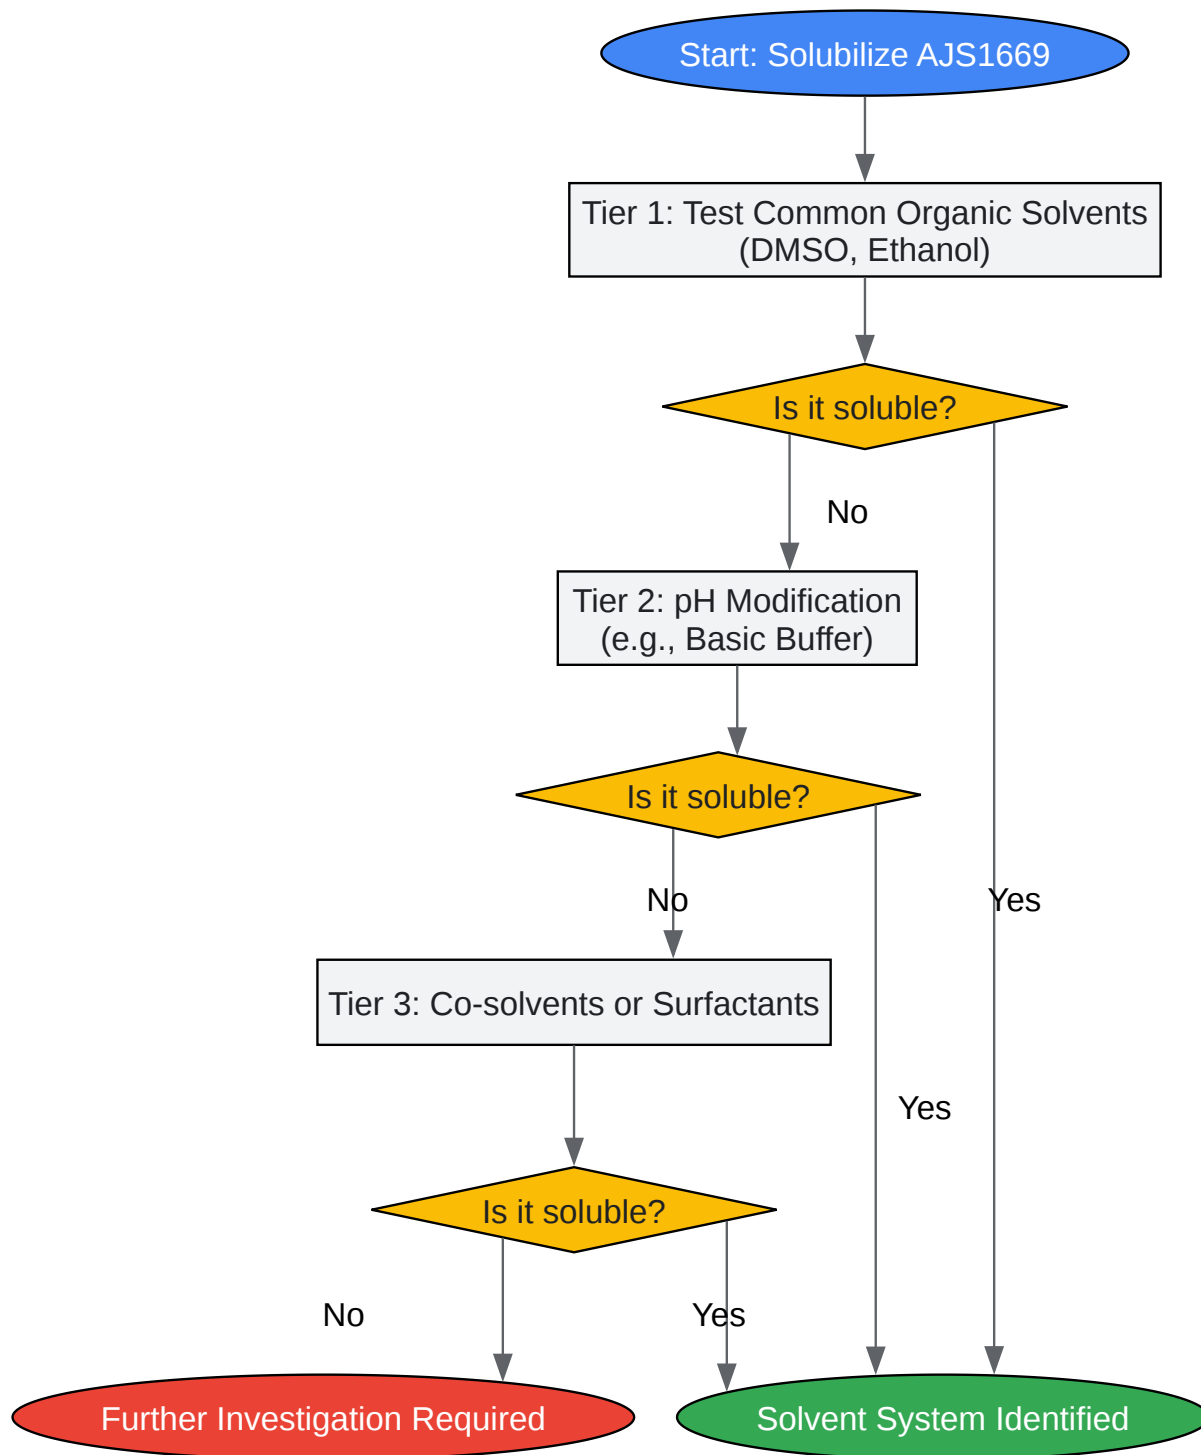 Start: Solubilize AJS1669
Tier 1: Test Common Organic Solvents
(DMSO, Ethanol)
Is it soluble?
No
Tier 2: pH Modification
(e.g., Basic Buffer)
Is it soluble?
No
Yes
Tier 3: Co-solvents or Surfactants
Yes
Is it soluble?
No
Yes
Further Investigation Required
Solvent System Identified